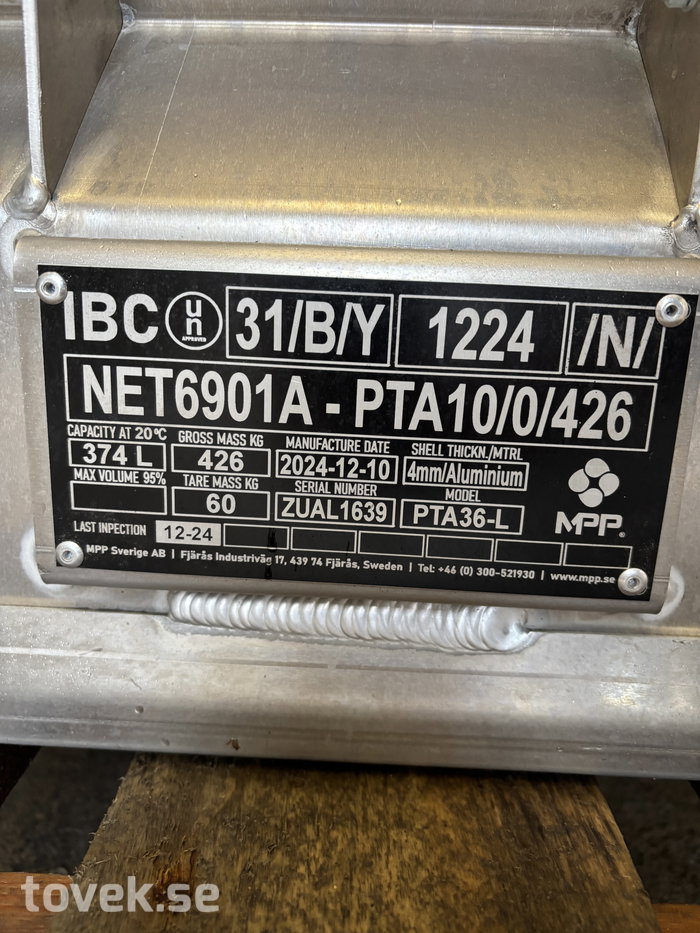 IBC un APPROVED 31/B/Y 1224 /N/
NET6901A - PTA10/0/426
CAPACITY AT 20°C GROSS MASS KG MANUFACTURE DATE SHELL THICKN./MTRL
374 L 426 2024-12-10 4mm/Aluminium
MAX VOLUME 95% TARE MASS KG SERIAL NUMBER MODEL
60 ZUAL1639 PTA36-L
MPP®
LAST INPECTION 12-24
MPP Sverige AB | Fjärås Industriväg 17, 439 74 Fjärås, Sweden | Tel: +46 (0) 300-521930 | www.mpp.se
tovek.se